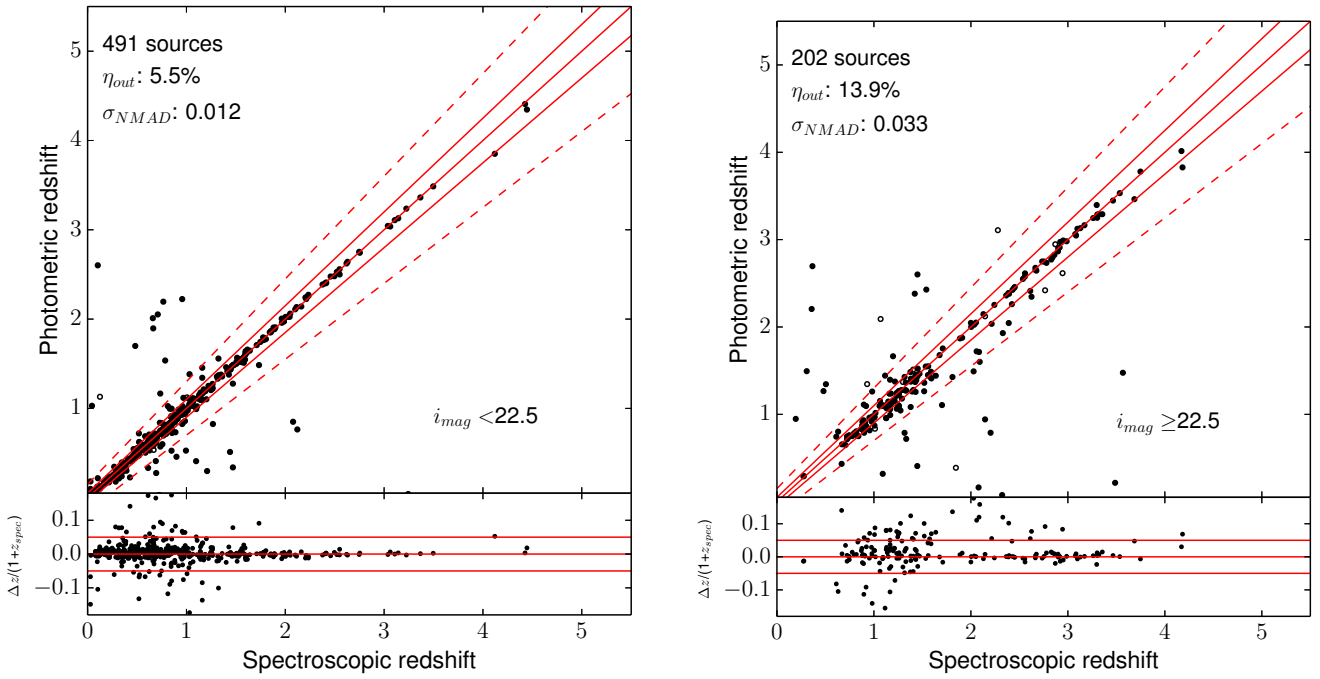 491 sources
η_out: 5.5%
σ_NMAD: 0.012
i_mag <22.5
Photometric redshift
5
4
3
2
1
Δz/(1+z_spec)
0.1
0.0
−0.1
0 1 2 3 4 5
Spectroscopic redshift
202 sources
η_out: 13.9%
σ_NMAD: 0.033
i_mag ≥22.5
Photometric redshift
5
4
3
2
1
Δz/(1+z_spec)
0.1
0.0
−0.1
0 1 2 3 4 5
Spectroscopic redshift